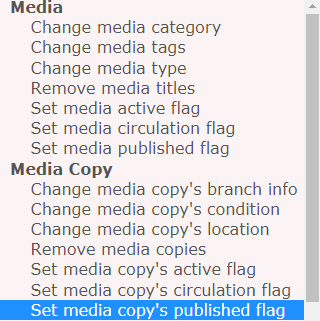 Media
Change media category
Change media tags
Change media type
Remove media titles
Set media active flag
Set media circulation flag
Set media published flag
Media Copy
Change media copy's branch info
Change media copy's condition
Change media copy's location
Remove media copies
Set media copy's active flag
Set media copy's circulation flag
Set media copy's published flag